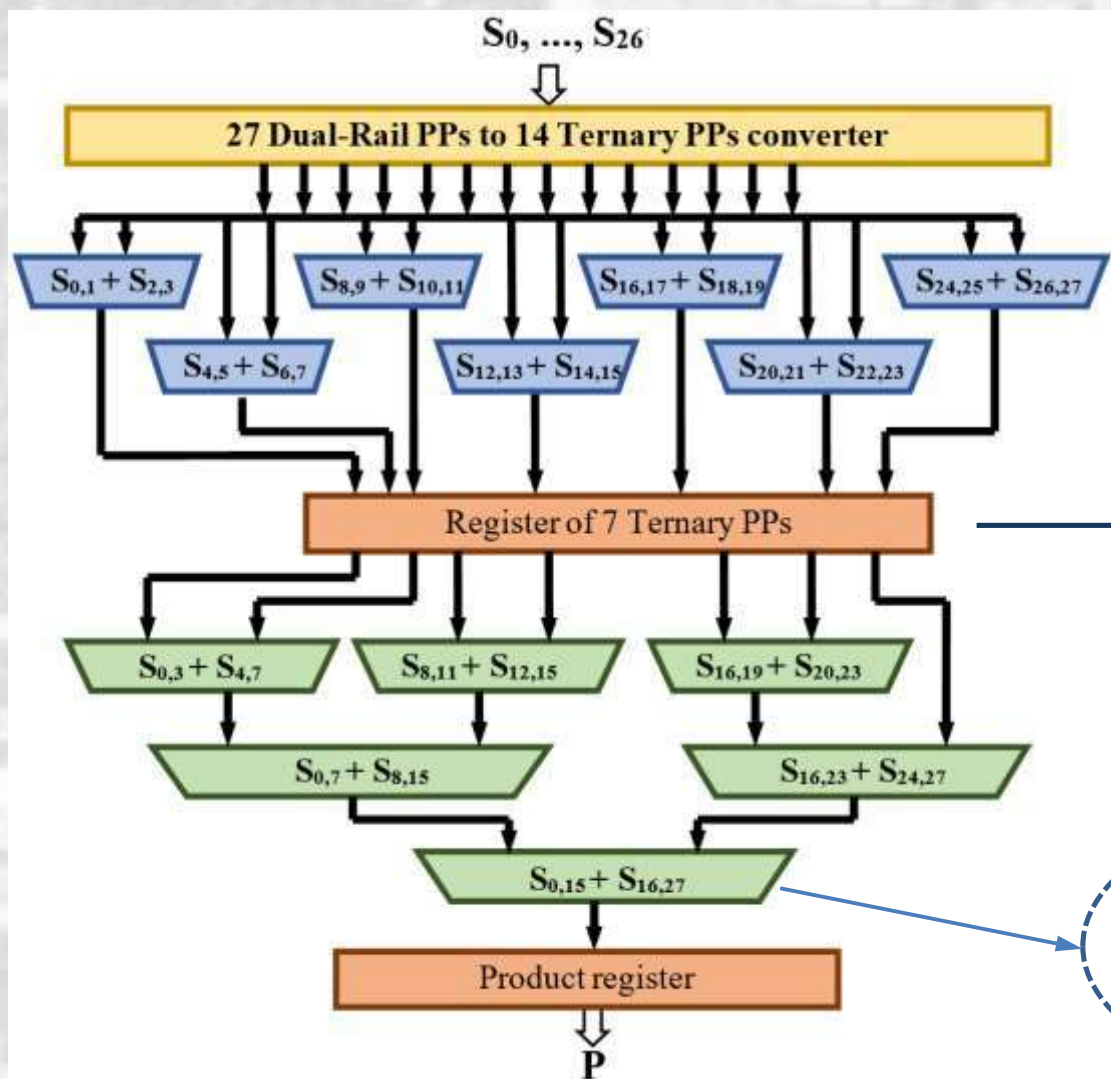 S0, ..., S26
27 Dual-Rail PPs to 14 Ternary PPs converter
S0,1 + S2,3
S8,9 + S10,11
S16,17 + S18,19
S24,25 + S26,27
S4,5 + S6,7
S12,13 + S14,15
S20,21 + S22,23
Register of 7 Ternary PPs
S0,3 + S4,7
S8,11 + S12,15
S16,19 + S20,23
S0,7 + S8,15
S16,23 + S24,27
S0,15 + S16,27
Product register
P